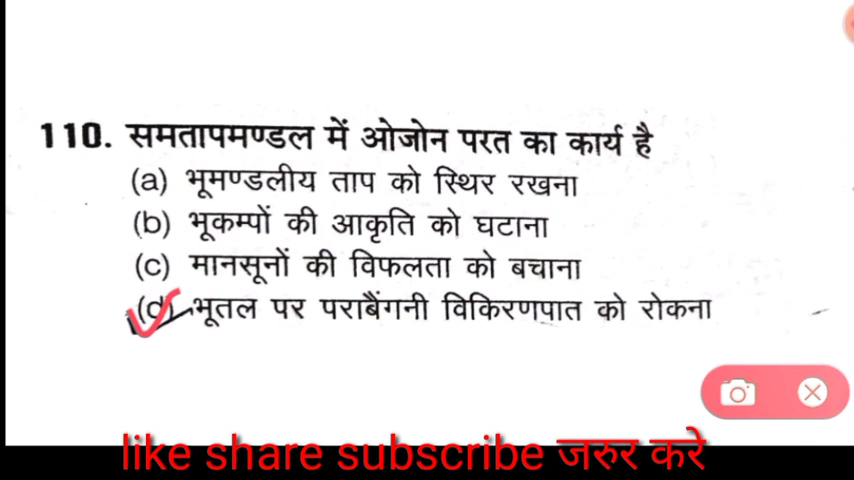 110. समतापमण्डल में ओजोन परत का कार्य है
(a) भूमण्डलीय ताप को स्थिर रखना
(b) भूकम्पों की आकृति को घटाना
(c) मानसूनों की विफलता को बचाना
(d) भूतल पर पराबैंगनी विकिरणपात को रोकना
like share subscribe जरुर करे